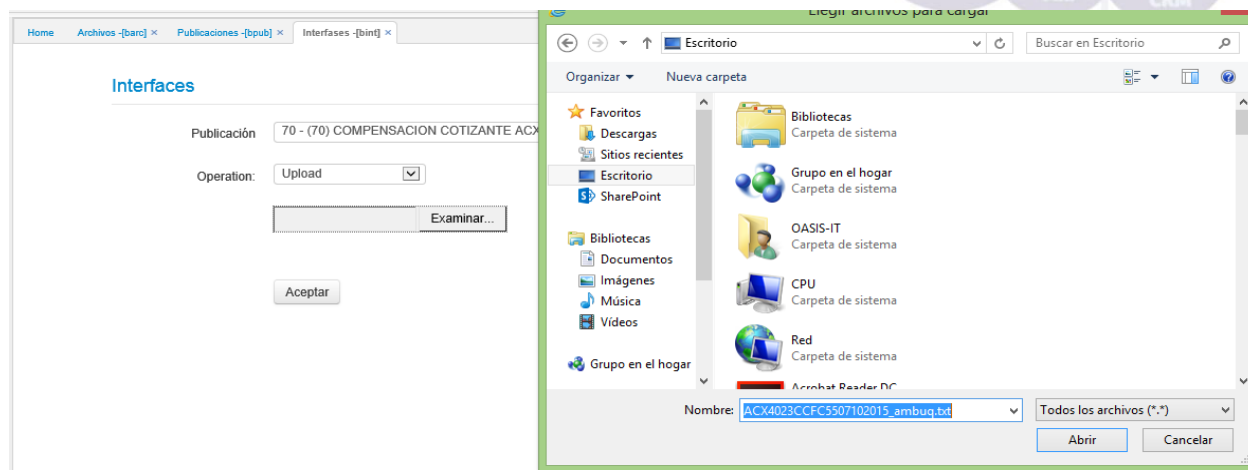 Home Archivos -[barc] × Publicaciones -[bpub] × Interfases -[bint] ×
Interfaces
Publicación 70 - (70) COMPENSACION COTIZANTE ACX
Operation: Upload
Examinar...
Aceptar
Elegir archivos para cargar
Escritorio
Buscar en Escritorio
Organizar Nueva carpeta
Favoritos
Descargas
Sitios recientes
Escritorio
SharePoint
Bibliotecas
Documentos
Imágenes
Música
Vídeos
Grupo en el hogar
Bibliotecas
Carpeta de sistema
Grupo en el hogar
Carpeta de sistema
OASIS-IT
Carpeta de sistema
CPU
Carpeta de sistema
Red
Carpeta de sistema
Acrobat Reader DC
Nombre: ACX4023CCFC5507102015_ambuq.txt Todos los archivos (*.*)
Abrir Cancelar